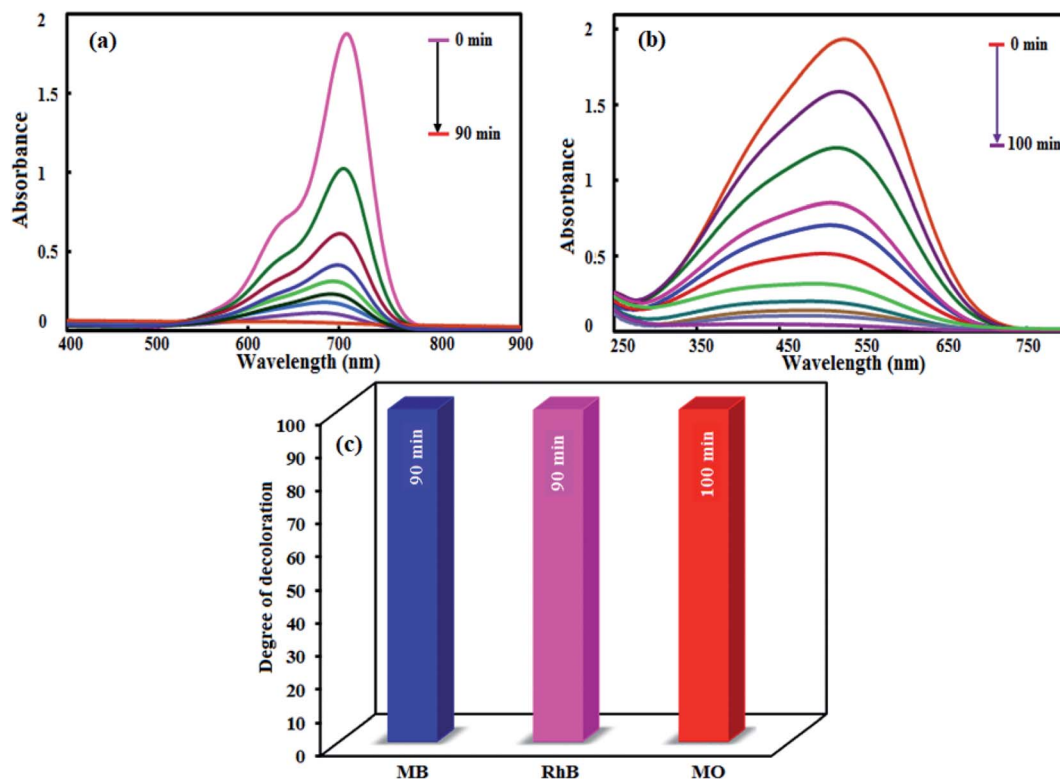 (a)
0 min
90 min
Absorbance
2
1.5
1
0.5
0
400 500 600 700 800 900
Wavelength (nm)
(b)
0 min
100 min
Absorbance
2
1.5
1
0.5
0
250 350 450 550 650 750
Wavelength (nm)
(c)
Degree of decoloration
100
90
80
70
60
50
40
30
20
10
0
90 min
90 min
100 min
MB RhB MO